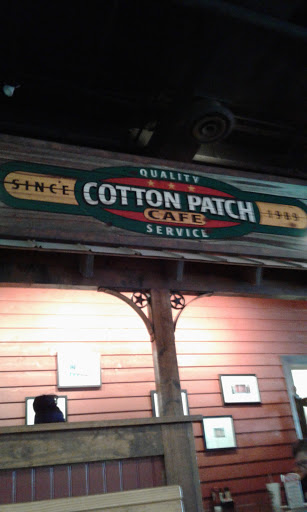 QUALITY
SINCE COTTON PATCH 1989
CAFE
SERVICE